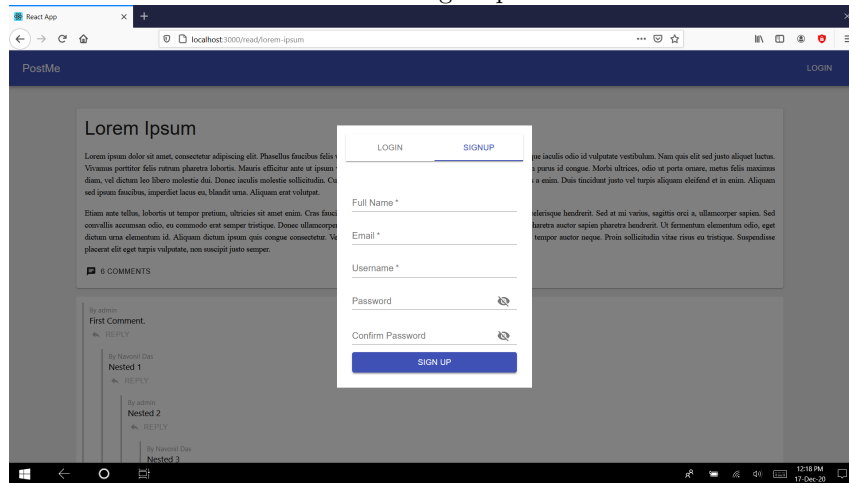 React App
localhost:3000/read/lorem-ipsum
PostMe
LOGIN
Lorem Ipsum
Lorem ipsum dolor sit amet, consectetur adipiscing elit. Phasellus faucibus felis
que iaculis odio id vulputate vestibulum. Nam quis elit sed justo aliquet luctus.
Vivamus porttitor felis rutrum pharetra lobortis. Mauris efficitur ante ut ipsum
purus id congue. Morbi ultrices, odio ut porta ornare, metus felis maximus
diam, vel dictum leo libero molestie dui. Donec iaculis molestie sollicitudin.
a enim. Duis tincidunt justo vel turpis aliquam eleifend et in enim. Aliquam
sed ipsum faucibus, imperdiet lacus eu, blandit urna. Aliquam erat volutpat.
Etiam ante tellus, lobortis ut tempor pretium, ultricies sit amet enim. Cras
scelerisque hendrerit. Sed at mi varius, sagittis orci a, ullamcorper sapien. Sed
convallis accumsan odio, eu commodo erat semper tristique. Donec
haretra auctor sapien pharetra hendrerit. Ut fermentum elementum odio, eget
dictum urna elementum id. Aliquam dictum ipsum quis congue consectetur.
tempor auctor neque. Proin sollicitudin vitae risus eu tristique. Suspendisse
placerat elit eget turpis vulputate, non suscipit justo semper.
6 COMMENTS
LOGIN
SIGNUP
Full Name *
Email *
Username *
Password
Confirm Password
SIGN UP
By admin
First Comment.
REPLY
By Navonil Das
Nested 1
REPLY
By admin
Nested 2
REPLY
By Navonil Das
Nested 3
12:18 PM
17-Dec-20